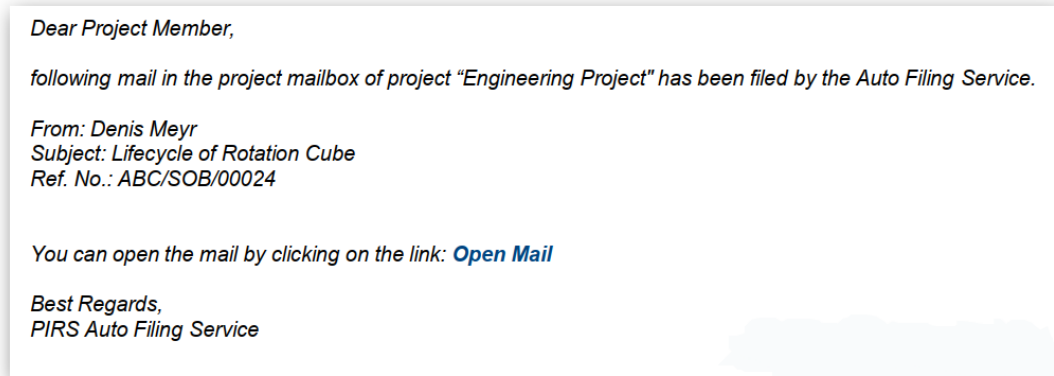 Dear Project Member,
following mail in the project mailbox of project “Engineering Project" has been filed by the Auto Filing Service.
From: Denis Meyr
Subject: Lifecycle of Rotation Cube
Ref. No.: ABC/SOB/00024
You can open the mail by clicking on the link: Open Mail
Best Regards,
PIRS Auto Filing Service